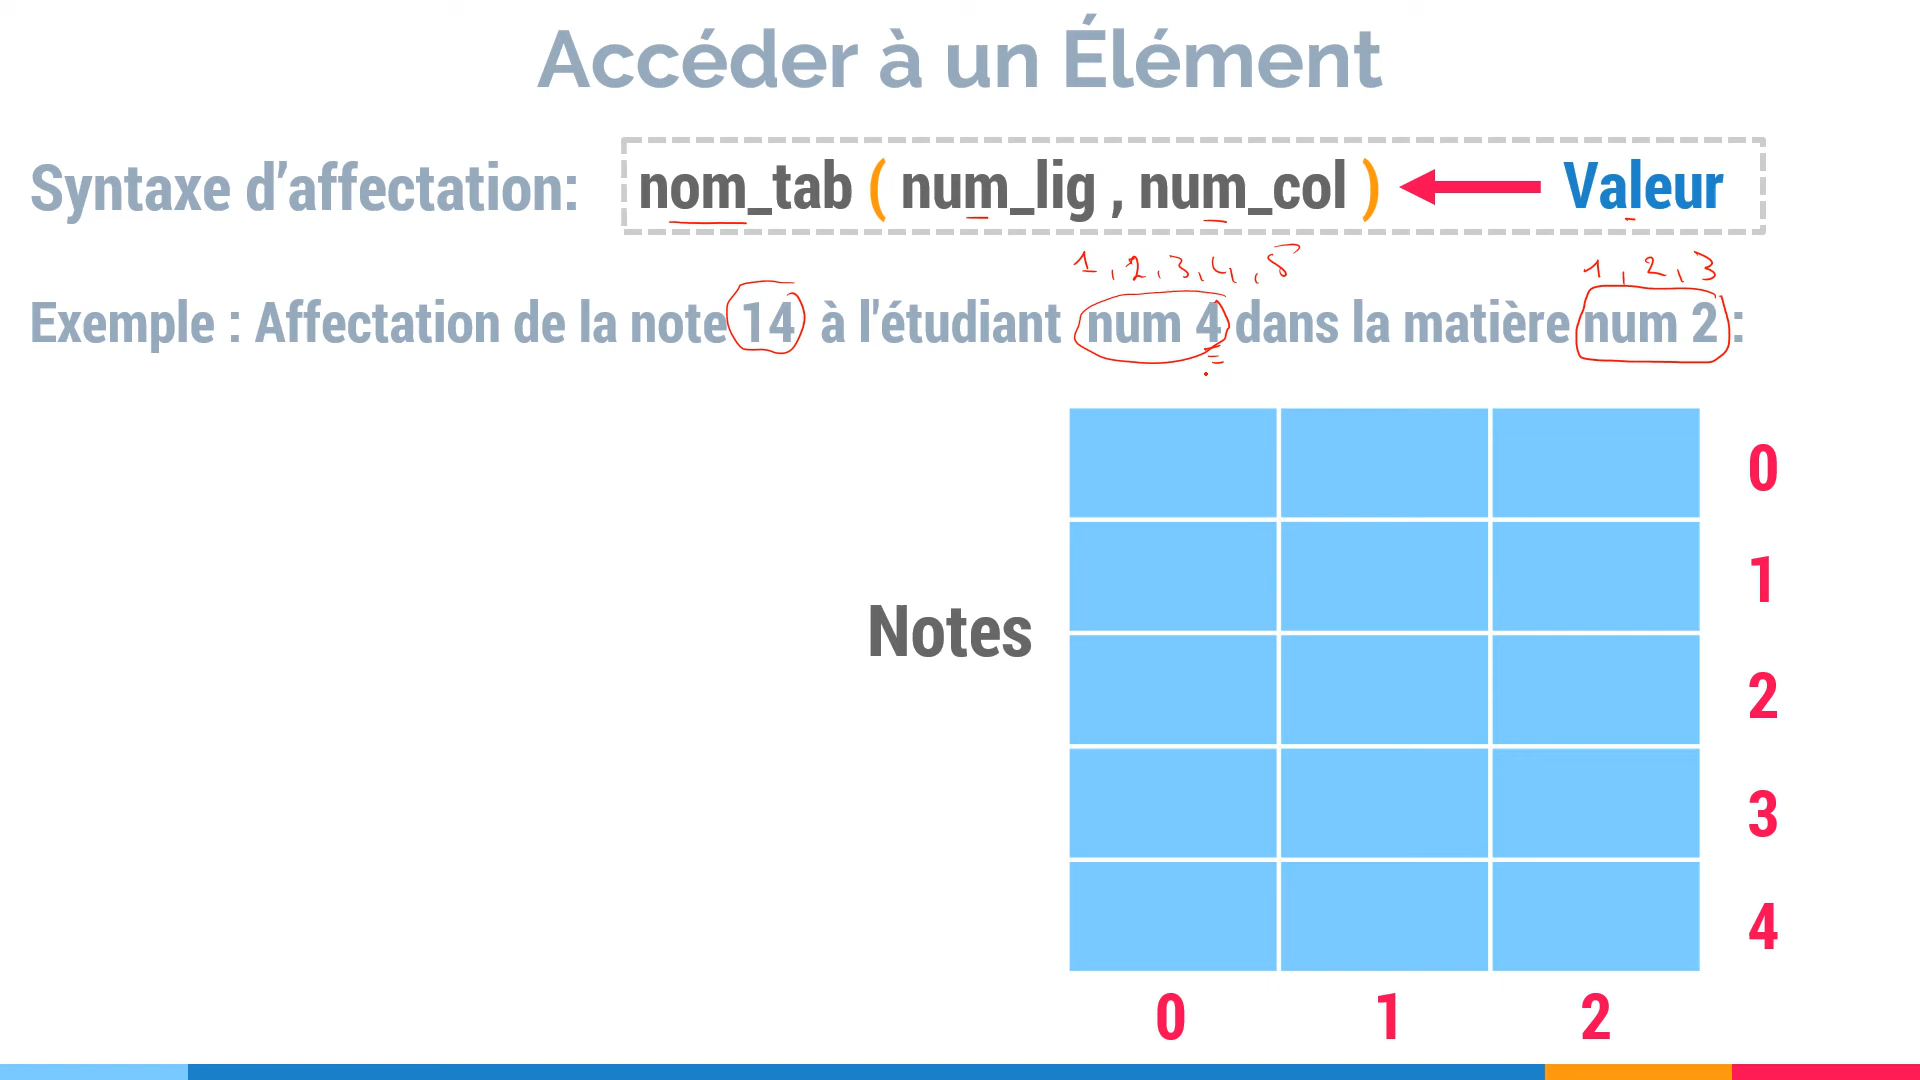 Accéder à un Élément
Syntaxe d’affectation: nom_tab ( num_lig , num_col ) Valeur
1 , 2 , 3 , 4 , 5 1 , 2 , 3
Exemple : Affectation de la note 14 à l'étudiant num 4 dans la matière num 2 :
0
1
Notes
2
3
4
0 1 2